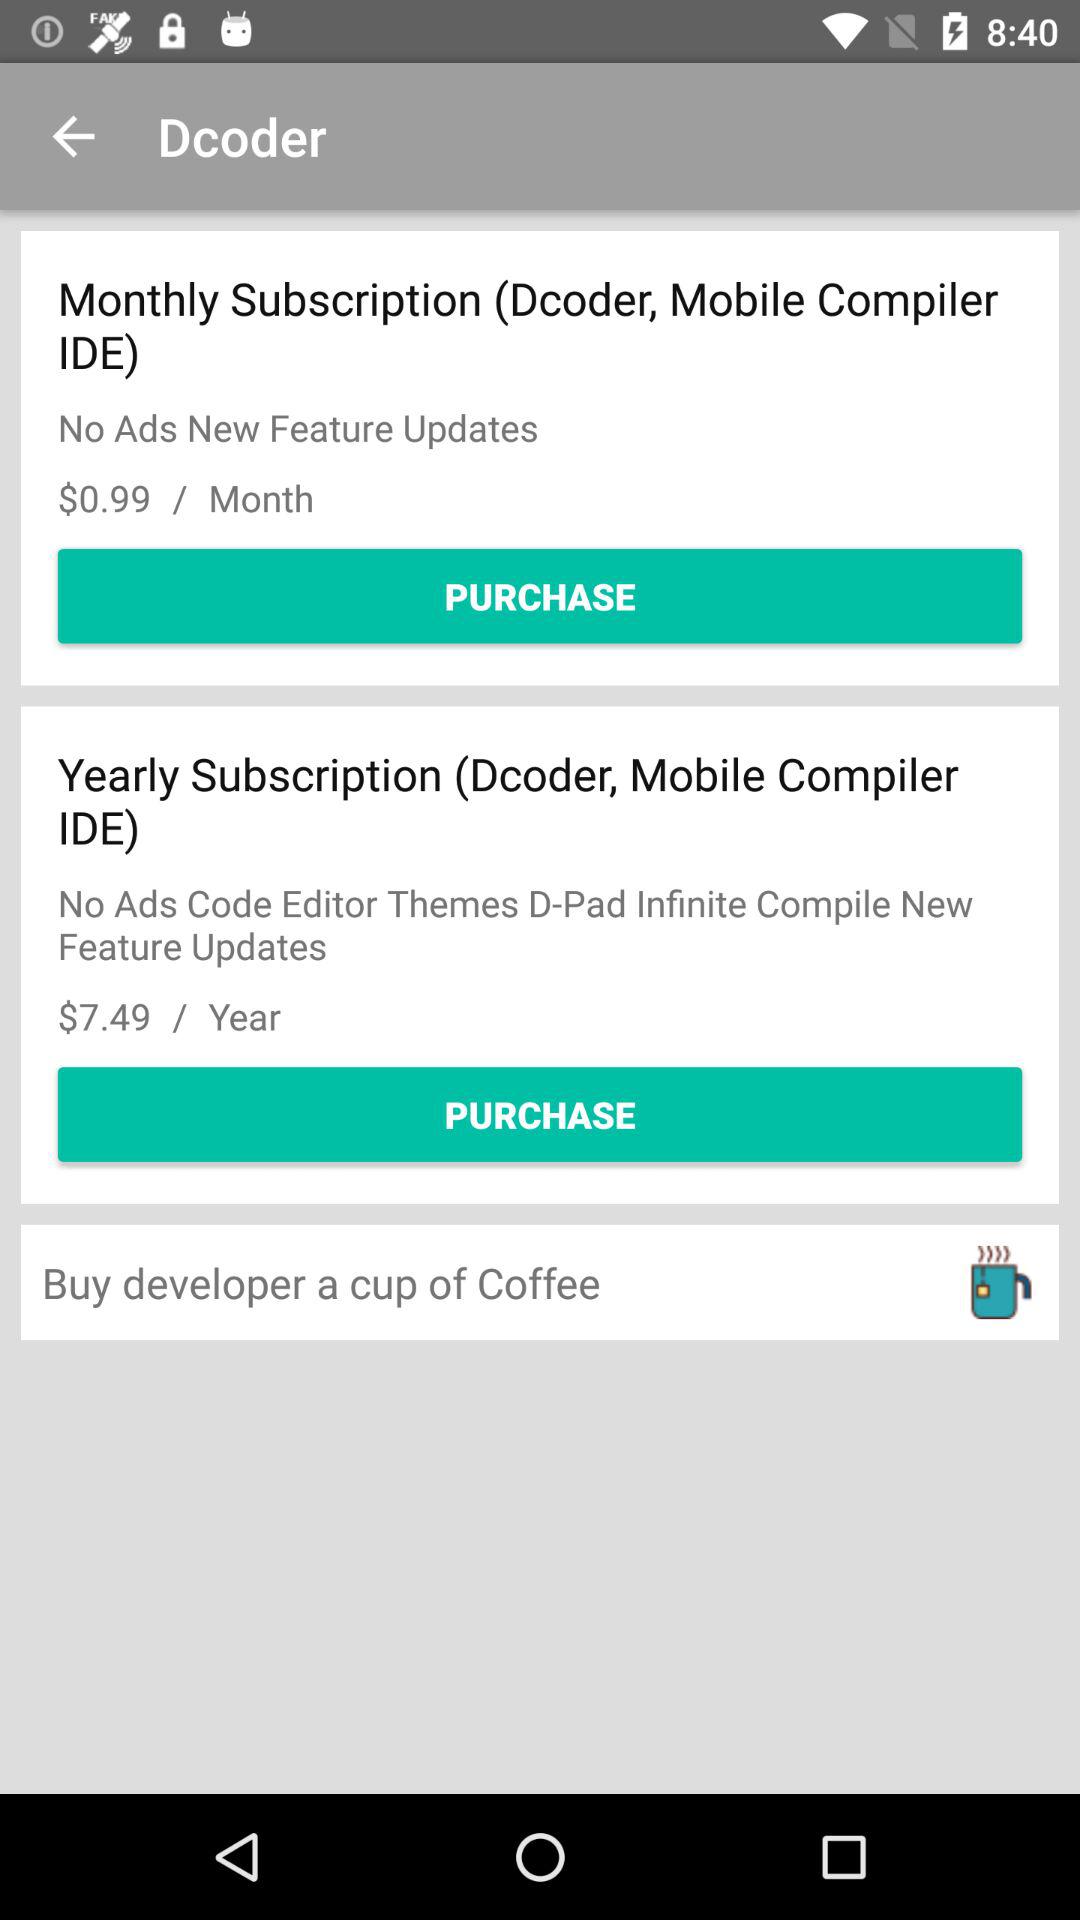 FAKE
8:40
Dcoder
Monthly Subscription (Dcoder, Mobile Compiler
IDE)
No Ads New Feature Updates
$0.99 / Month
PURCHASE
Yearly Subscription (Dcoder, Mobile Compiler
IDE)
No Ads Code Editor Themes D-Pad Infinite Compile New
Feature Updates
$7.49 / Year
PURCHASE
Buy developer a cup of Coffee